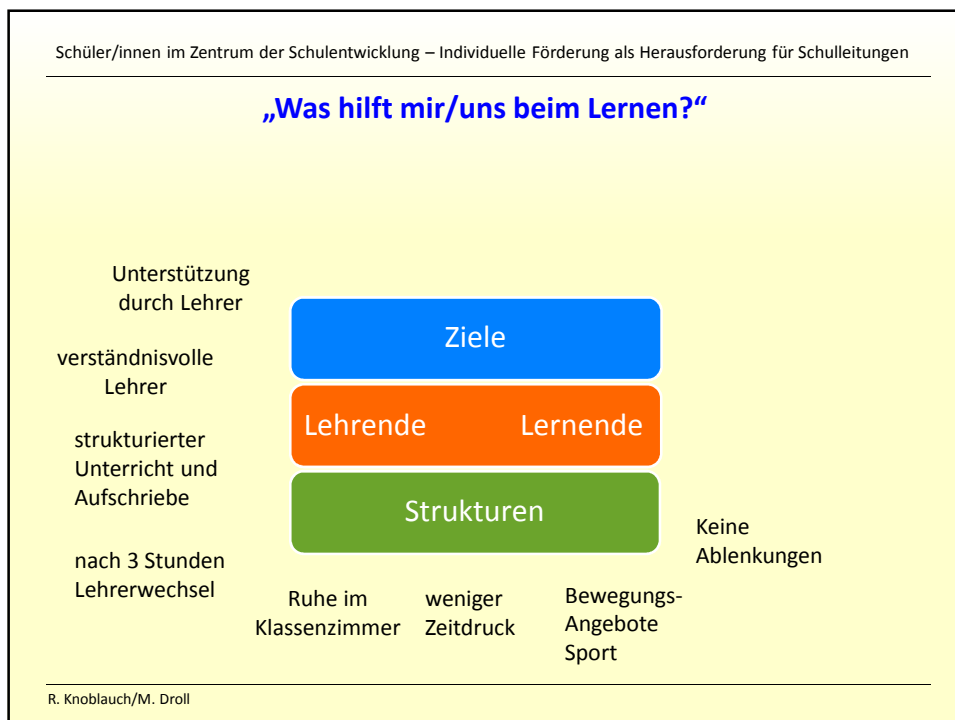 Schüler/innen im Zentrum der Schulentwicklung – Individuelle Förderung als Herausforderung für Schulleitungen
„Was hilft mir/uns beim Lernen?“
Unterstützung
durch Lehrer
verständnisvolle
Lehrer
strukturierter
Unterricht und
Aufschriebe
nach 3 Stunden
Lehrerwechsel
Ziele
Lehrende Lernende
Strukturen
Ruhe im
Klassenzimmer
weniger
Zeitdruck
Bewegungs-
Angebote
Sport
Keine
Ablenkungen
R. Knoblauch/M. Droll